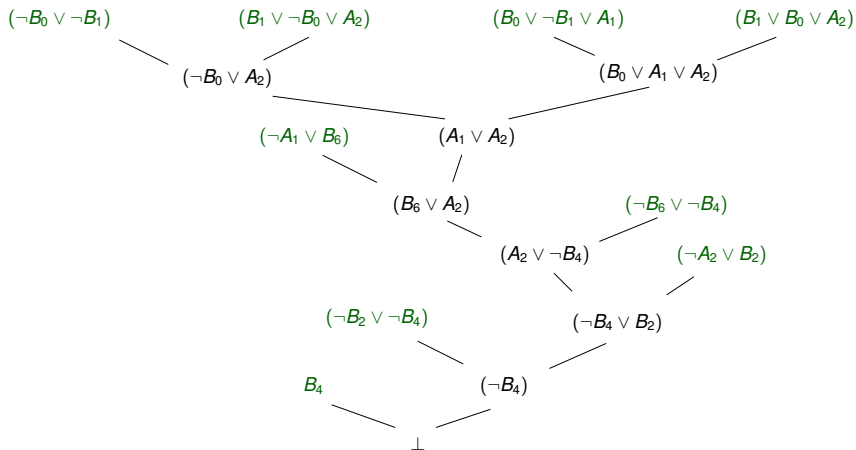 (¬B₀ ∨ ¬B₁) (B₁ ∨ ¬B₀ ∨ A₂) (B₀ ∨ ¬B₁ ∨ A₁) (B₁ ∨ B₀ ∨ A₂)
(¬B₀ ∨ A₂) (B₀ ∨ A₁ ∨ A₂)
(¬A₁ ∨ B₆) (A₁ ∨ A₂)
(B₆ ∨ A₂) (¬B₆ ∨ ¬B₄)
(A₂ ∨ ¬B₄) (¬A₂ ∨ B₂)
(¬B₂ ∨ ¬B₄) (¬B₄ ∨ B₂)
B₄ (¬B₄)
⊥